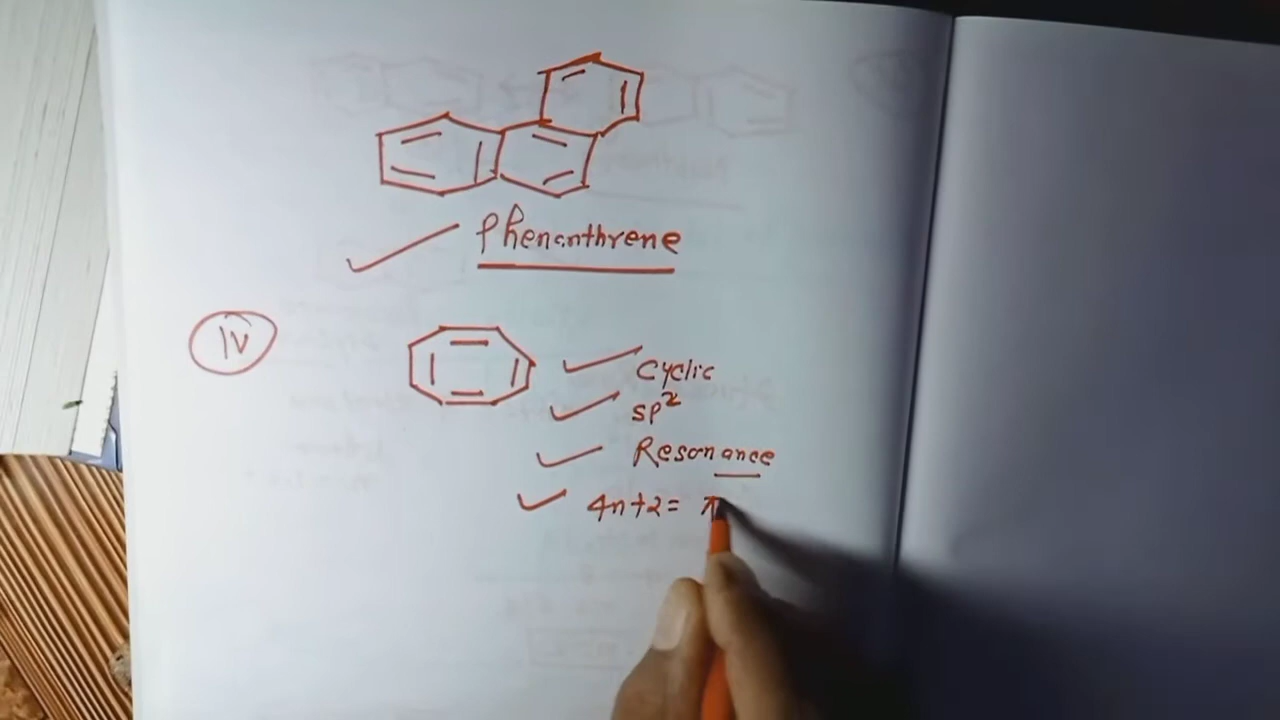 Phenanthrene
IV
Cyclic
sp²
Resonance
4n+2= π